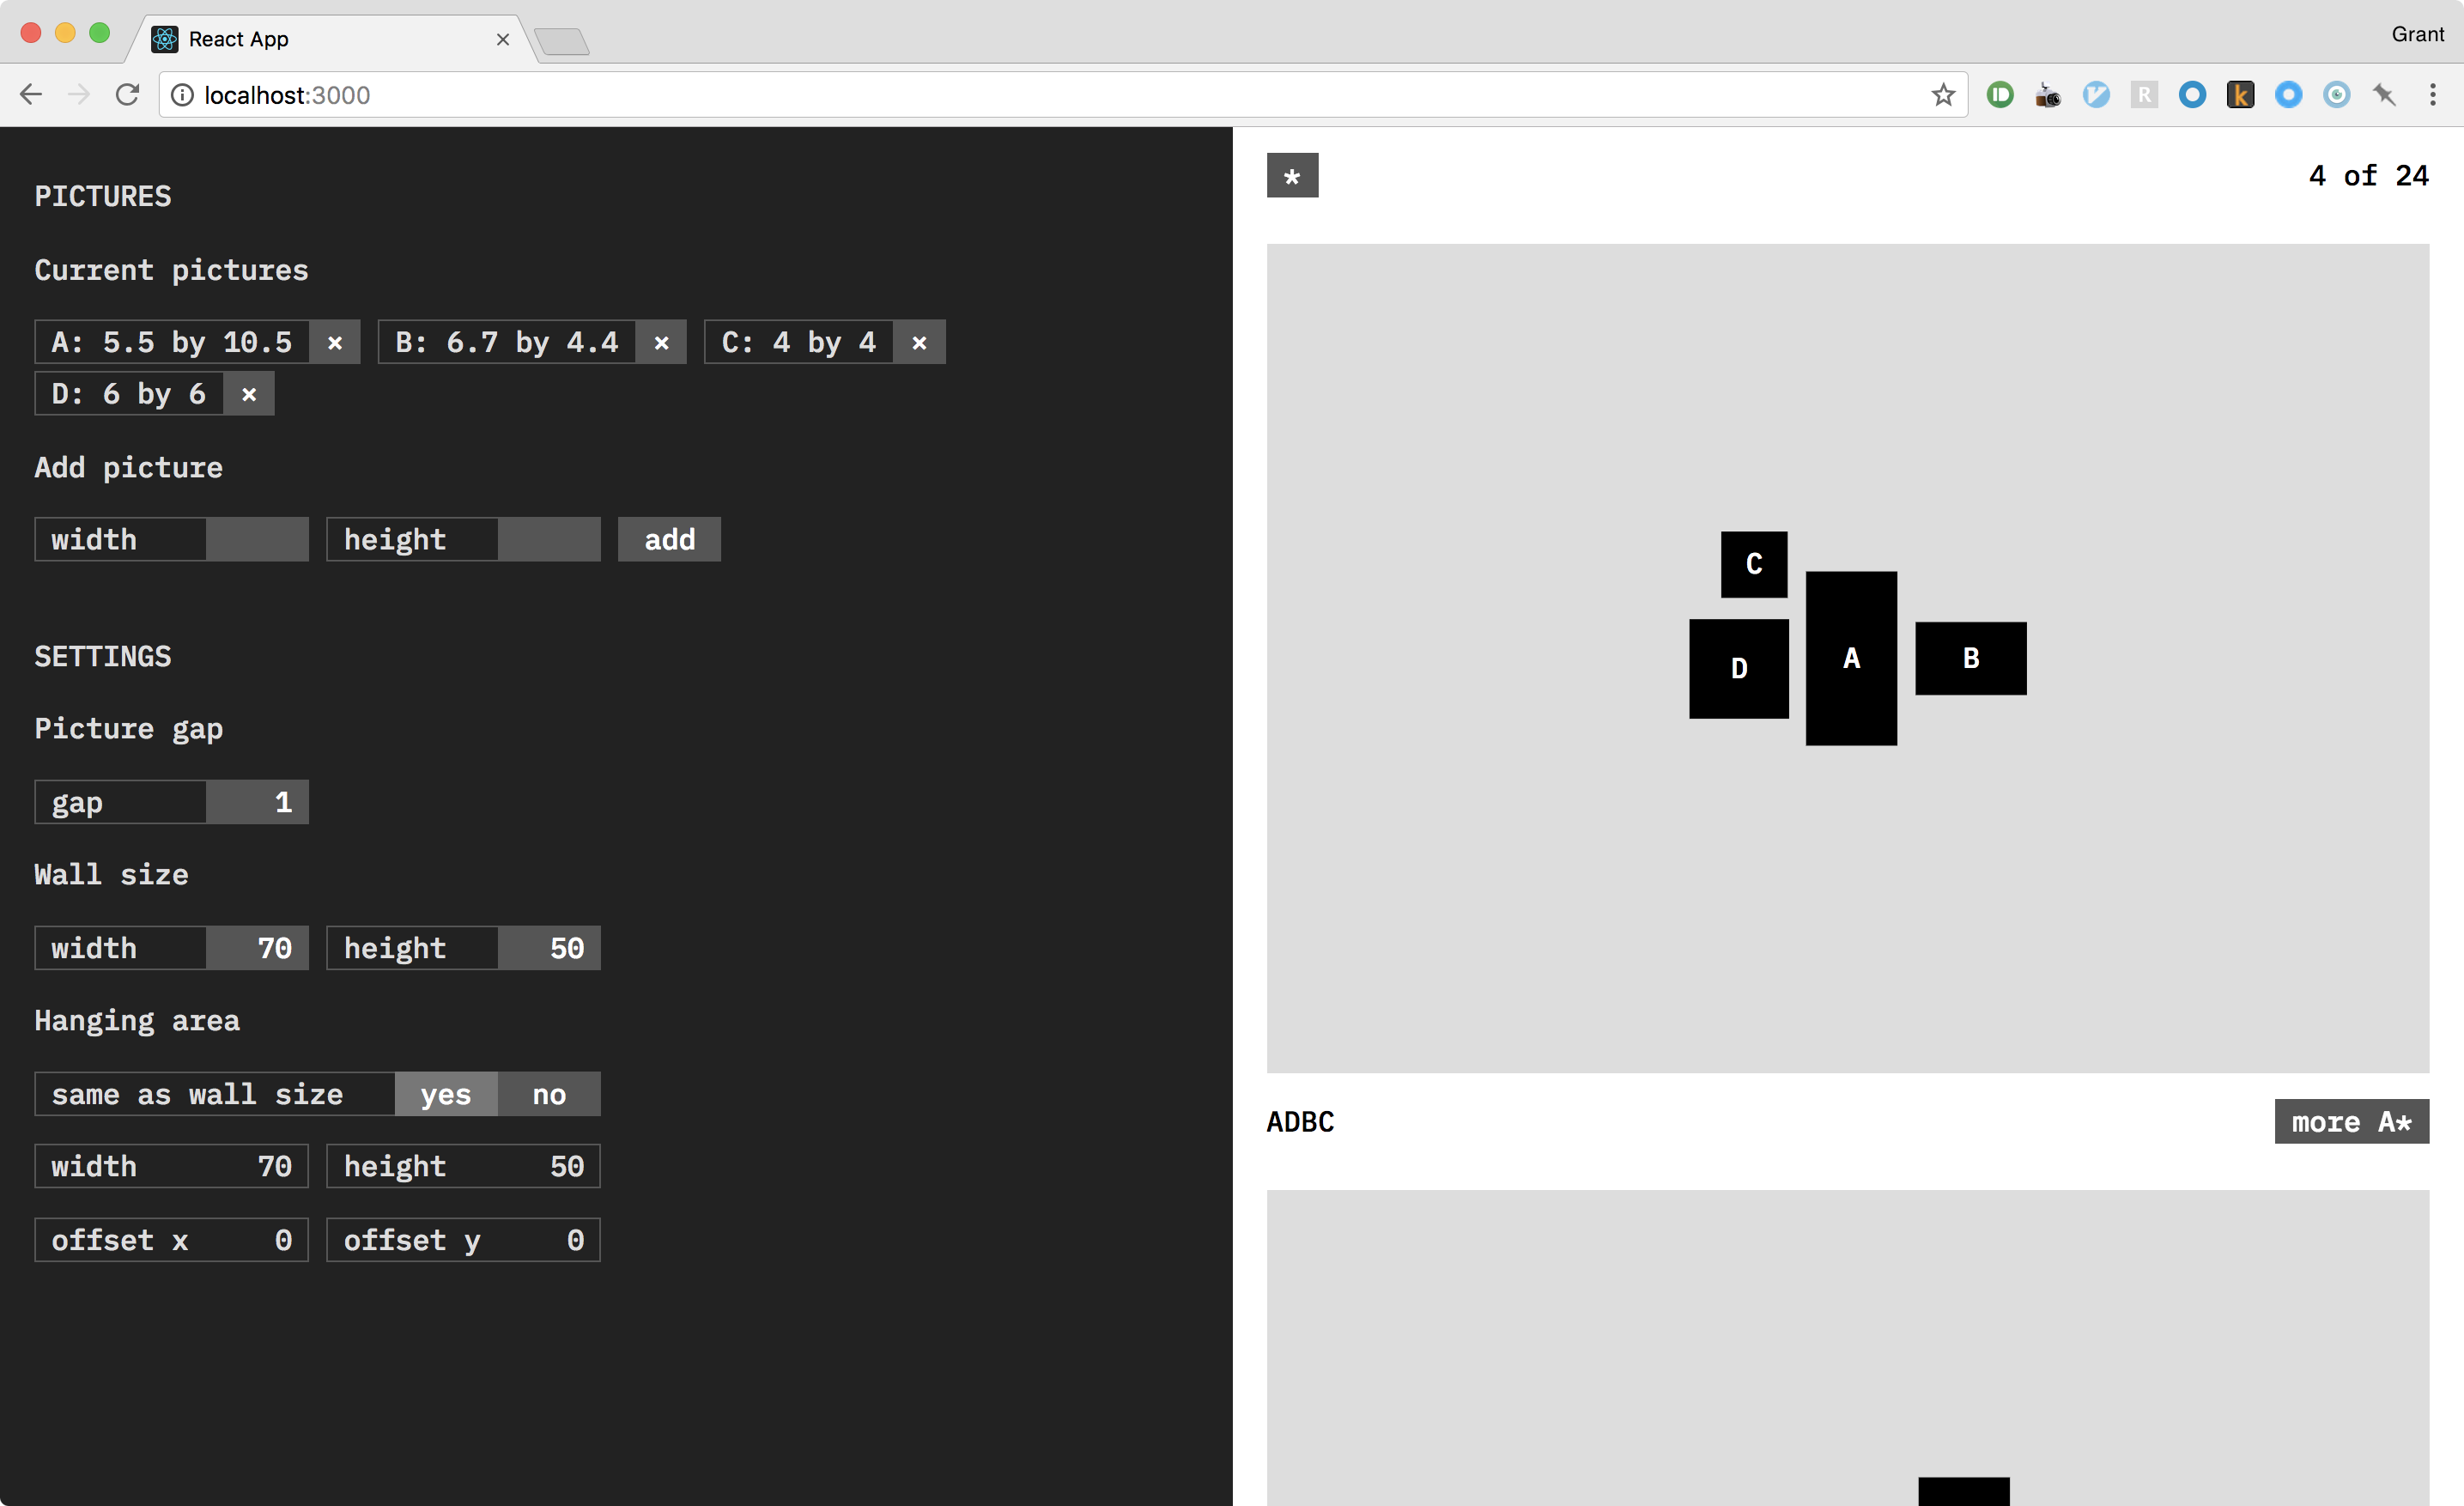 React App
Grant
localhost:3000
R
k
PICTURES
Current pictures
A: 5.5 by 10.5 × B: 6.7 by 4.4 × C: 4 by 4 ×
D: 6 by 6 ×
Add picture
width height add
SETTINGS
Picture gap
gap 1
Wall size
width 70 height 50
Hanging area
same as wall size yes no
width 70 height 50
offset x 0 offset y 0
* 4 of 24
C
D A B
ADBC more A*